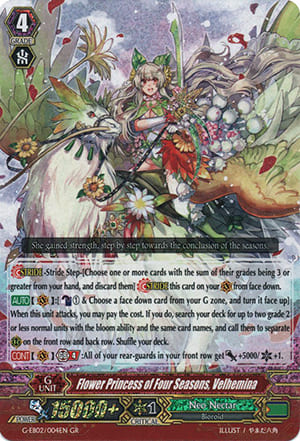 4
GRADE
She gained strength, step by step towards the conclusion of the seasons.
STRIDE -Stride Step-[Choose one or more cards with the sum of their grades being 3 or
greater from your hand, and discard them] STRIDE this card on your (V) from face down.
AUTO [1] & Choose a face down card from your G zone, and turn it face up]
When this unit attacks, you may pay the cost. If you do, search your deck for up to two grade 2
or less normal units with the bloom ability and the same card names, and call them to separate
on the front row and back row. Shuffle your deck.
CONT :All of your rear-guards in your front row get +5000/ +1.
G
UNIT
Flower Princess of Four Seasons, Velhemina
POWER
15000+
1
CRITICAL
Neo Nectar
Bioroid
G-EB02/004EN GR
ILLUST / やまだ六角